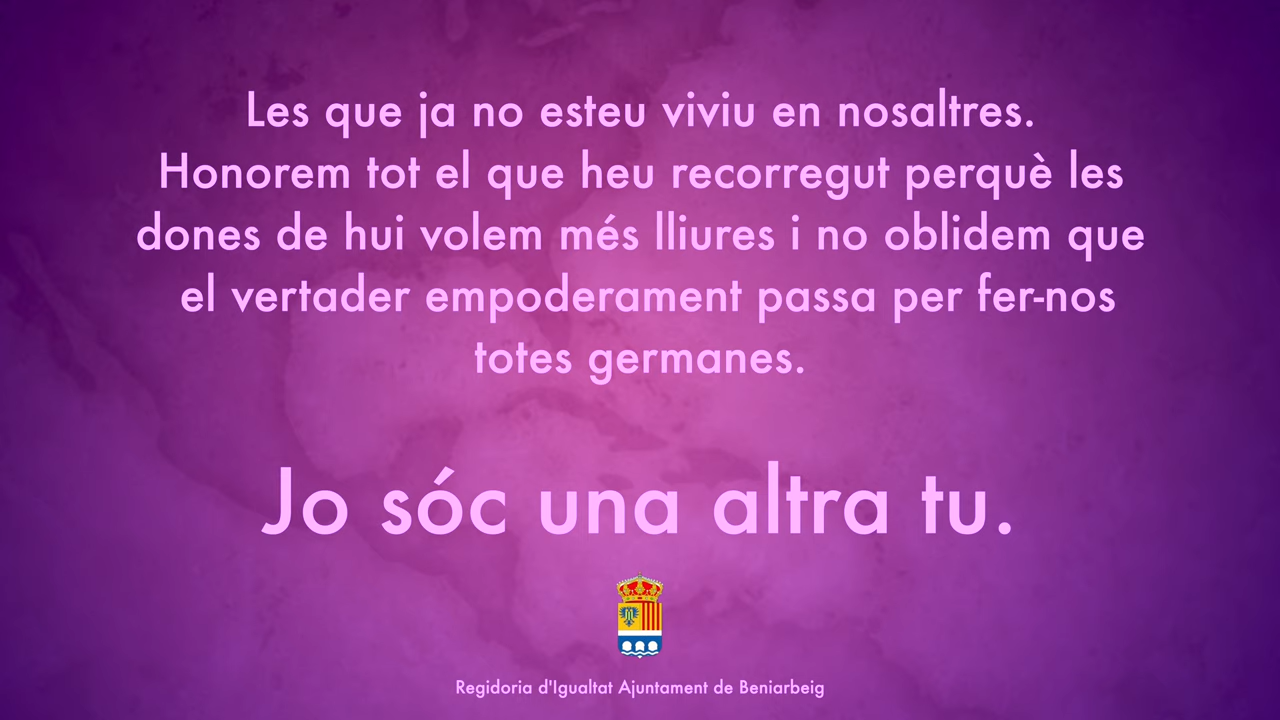 Les que ja no esteu viviu en nosaltres.
Honorem tot el que heu recorregut perquè les
dones de hui volem més lliures i no oblidem que
el vertader empoderament passa per fer-nos
totes germanes.
Jo sóc una altra tu.
Regidoria d'Igualtat Ajuntament de Beniarbeig